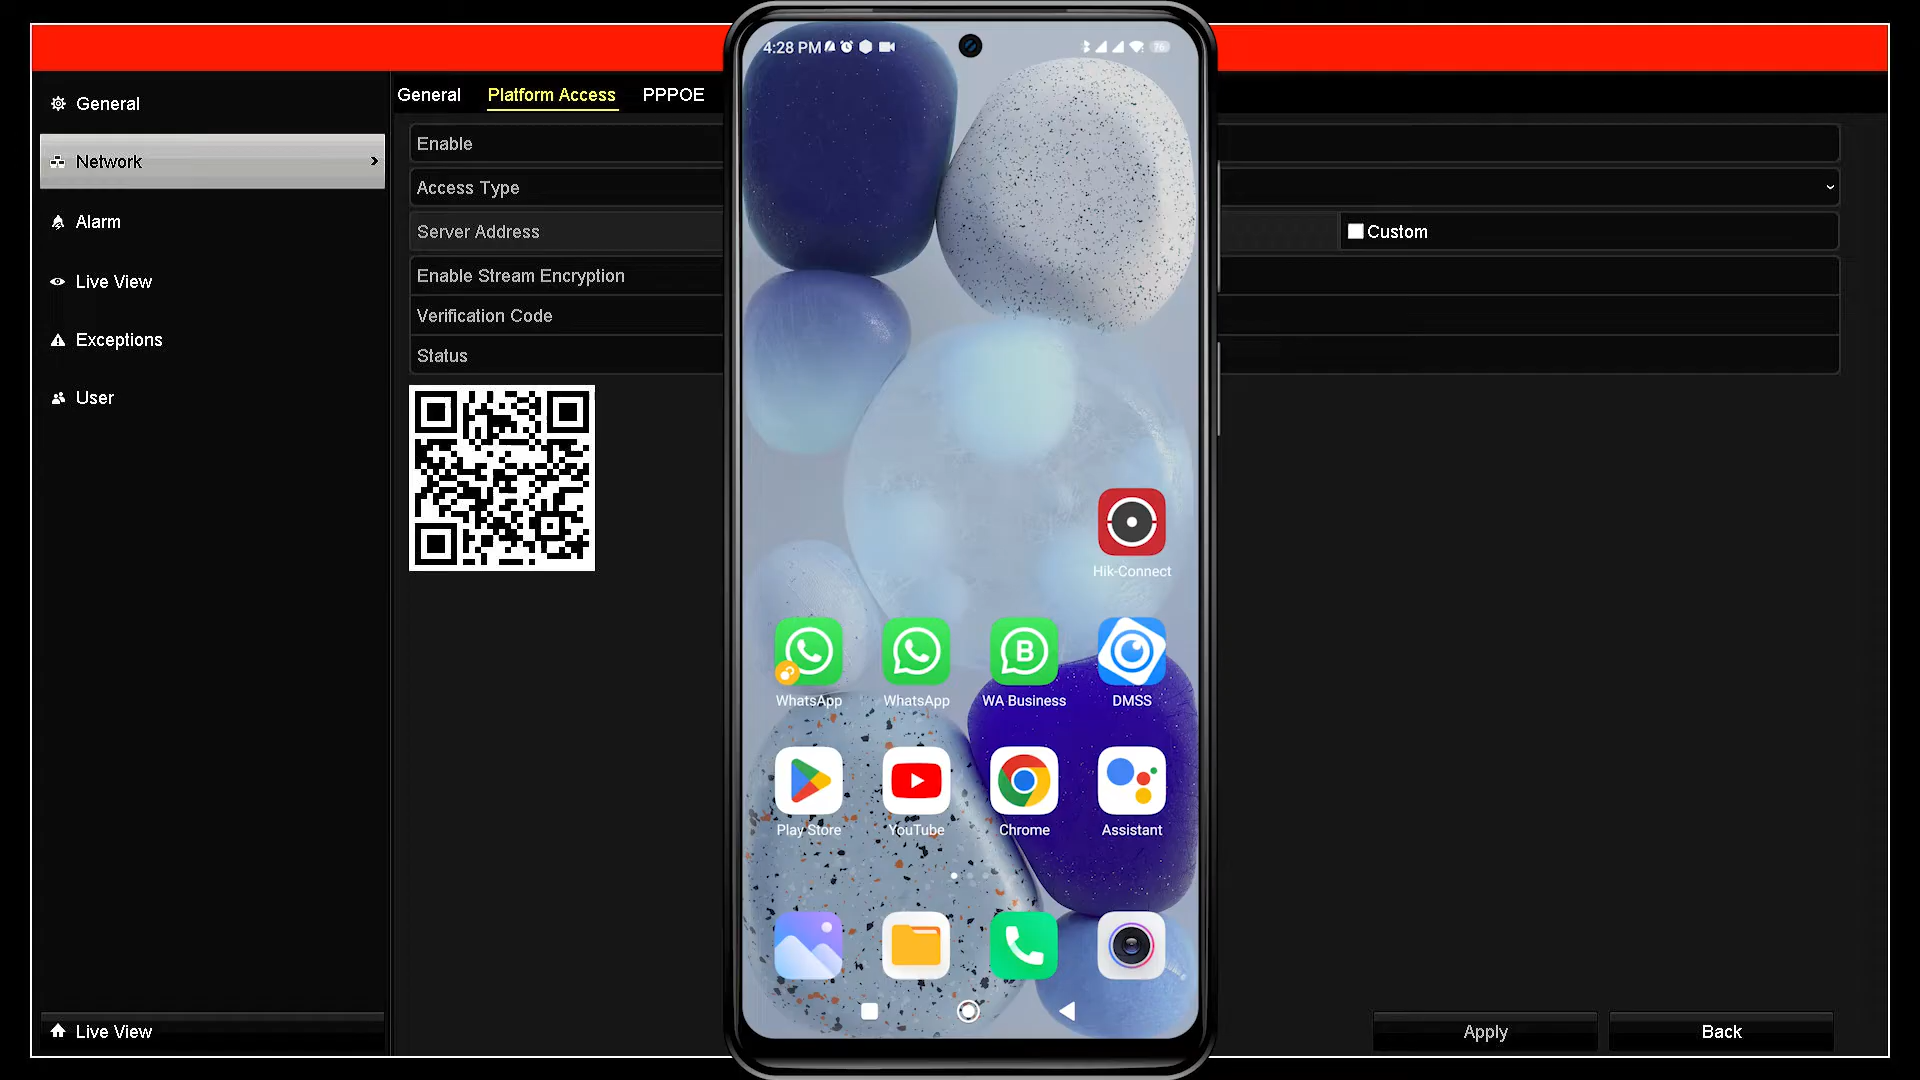 General
Network
Alarm
Live View
Exceptions
User
Live View
General Platform Access PPPOE
Enable
Access Type
Server Address
Custom
Enable Stream Encryption
Verification Code
Status
Apply
Back
4:28 PM
76
Hik-Connect
WhatsApp WhatsApp WA Business DMSS
Play Store YouTube Chrome Assistant